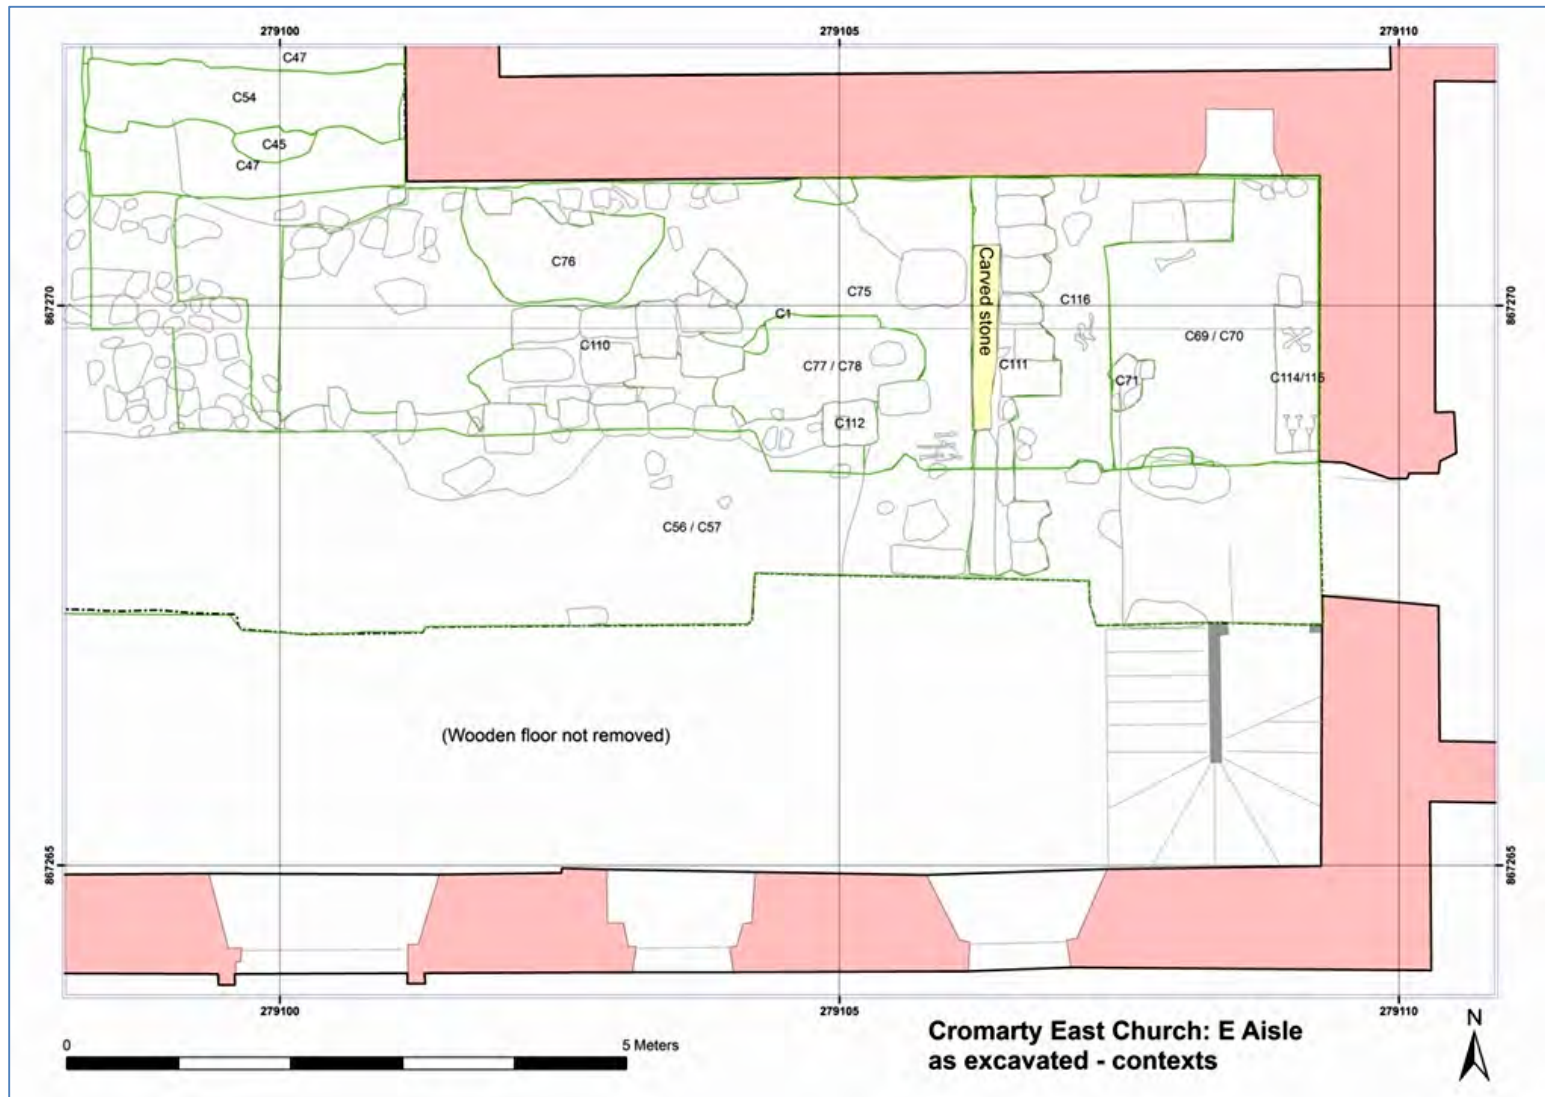 279100
279105
279110
C47
C54
C45
C47
C76
C75
C1
C110
C77 / C78
C112
Carved stone
C111
C116
C69 / C70
C71
C114/115
C56 / C57
867270
867270
(Wooden floor not removed)
867265
867265
279100
279105
279110
0
5 Meters
Cromarty East Church: E Aisle
as excavated - contexts
N